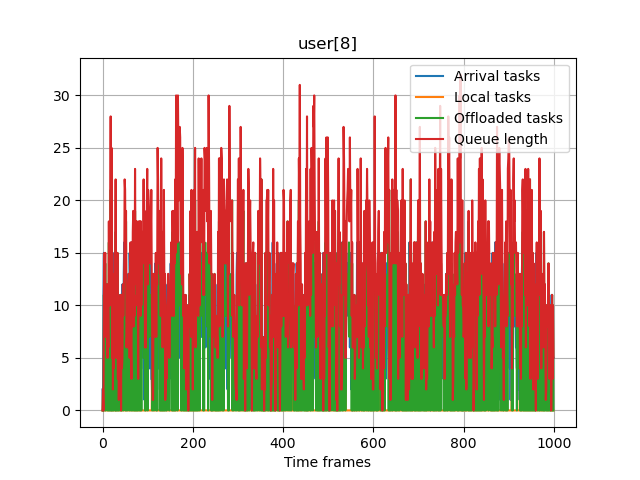 user[8]
Arrival tasks
Local tasks
Offloaded tasks
Queue length
30
25
20
15
10
5
0
0 200 400 600 800 1000
Time frames